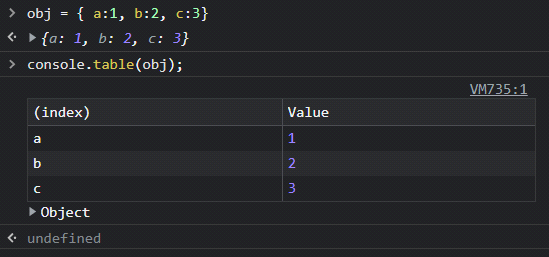 obj = { a:1, b:2, c:3}
{a: 1, b: 2, c: 3}
console.table(obj);
VM735:1
(index) Value
a 1
b 2
c 3
Object
undefined